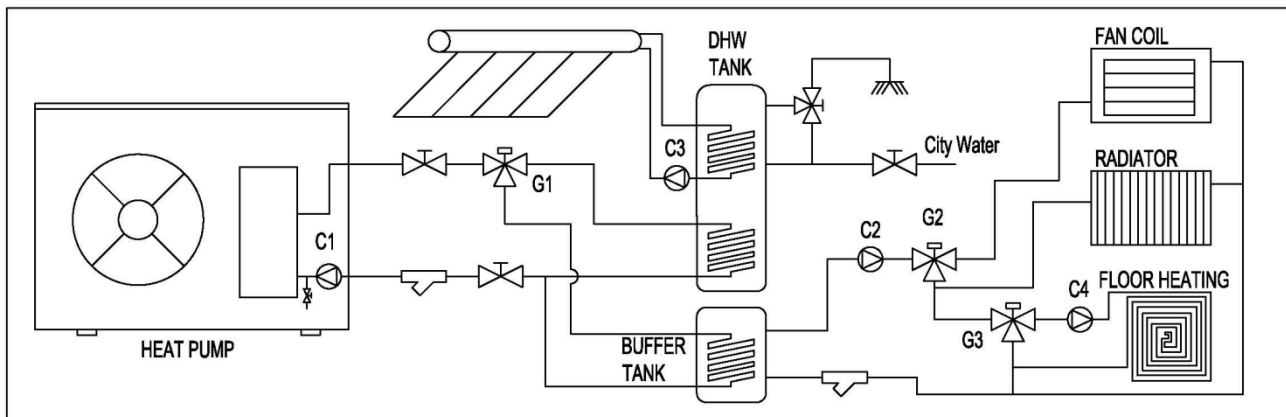 FAN COIL
DHW
TANK
C3
City Water
RADIATOR
G1
C2
G2
C1
C4
FLOOR HEATING
G3
HEAT PUMP
BUFFER
TANK